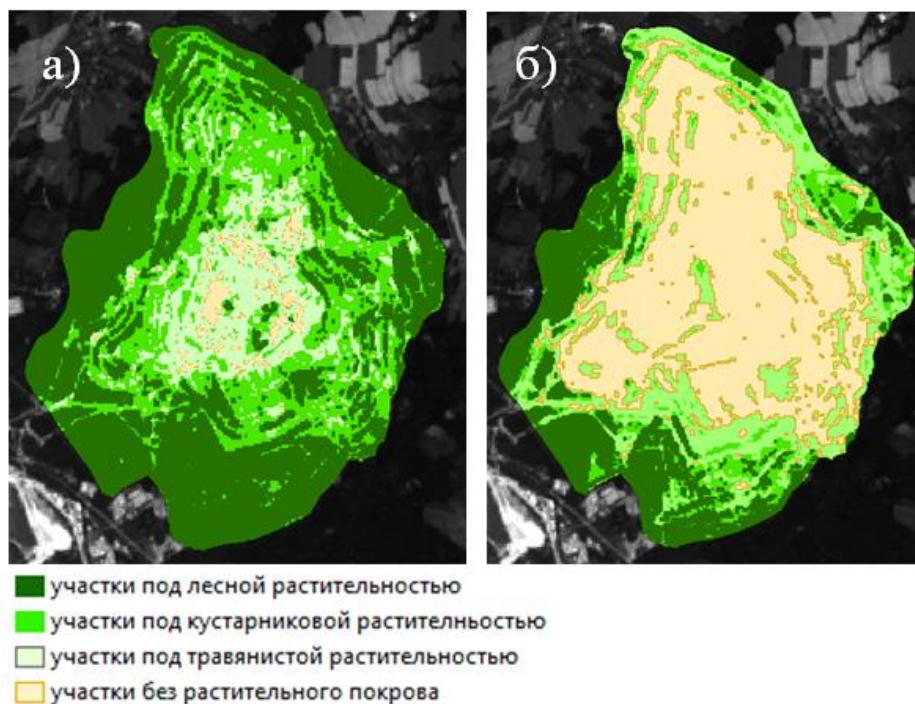 а) б)
участки под лесной растительностью
участки под кустарниковой растителньостью
участки под травянистой растительностью
участки без растительного покрова